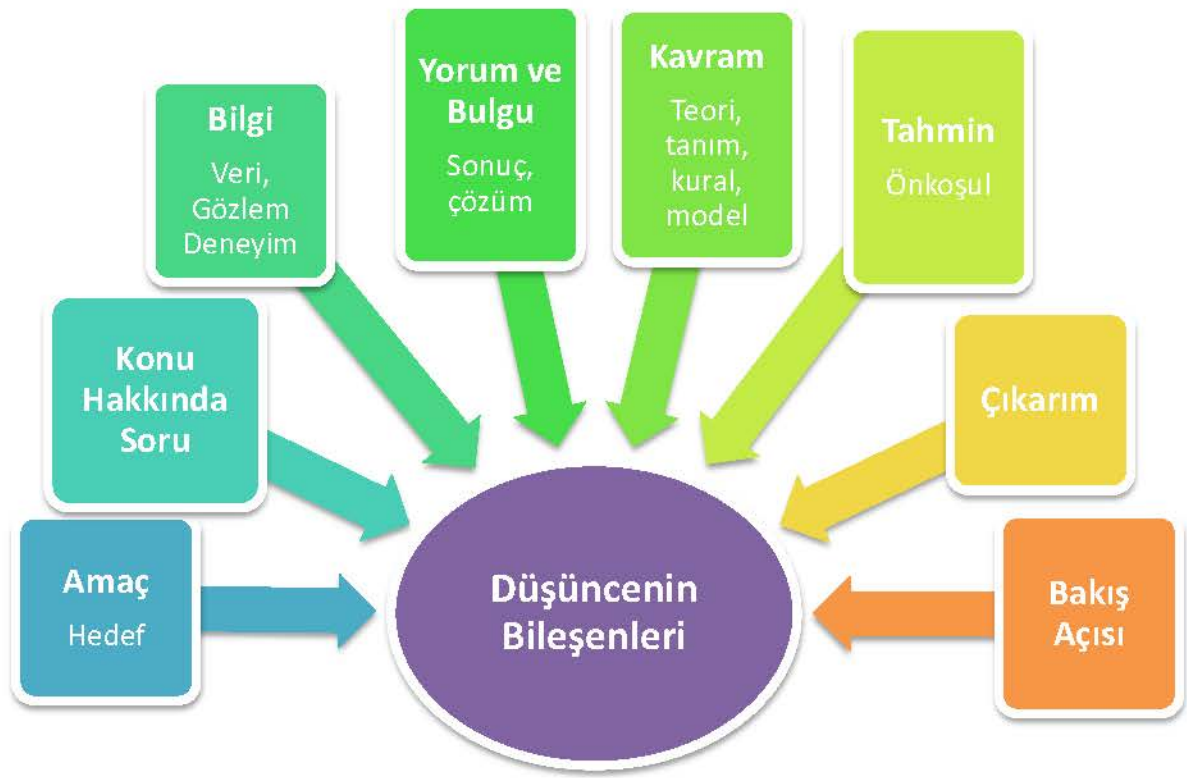 Amaç
Hedef
Konu
Hakkında
Soru
Bilgi
Veri,
Gözlem
Deneyim
Yorum ve
Bulgu
Sonuç,
çözüm
Kavram
Teori,
tanım,
kural,
model
Tahmin
Önkoşul
Çıkarım
Bakış
Açısı
Düşüncenin
Bileşenleri